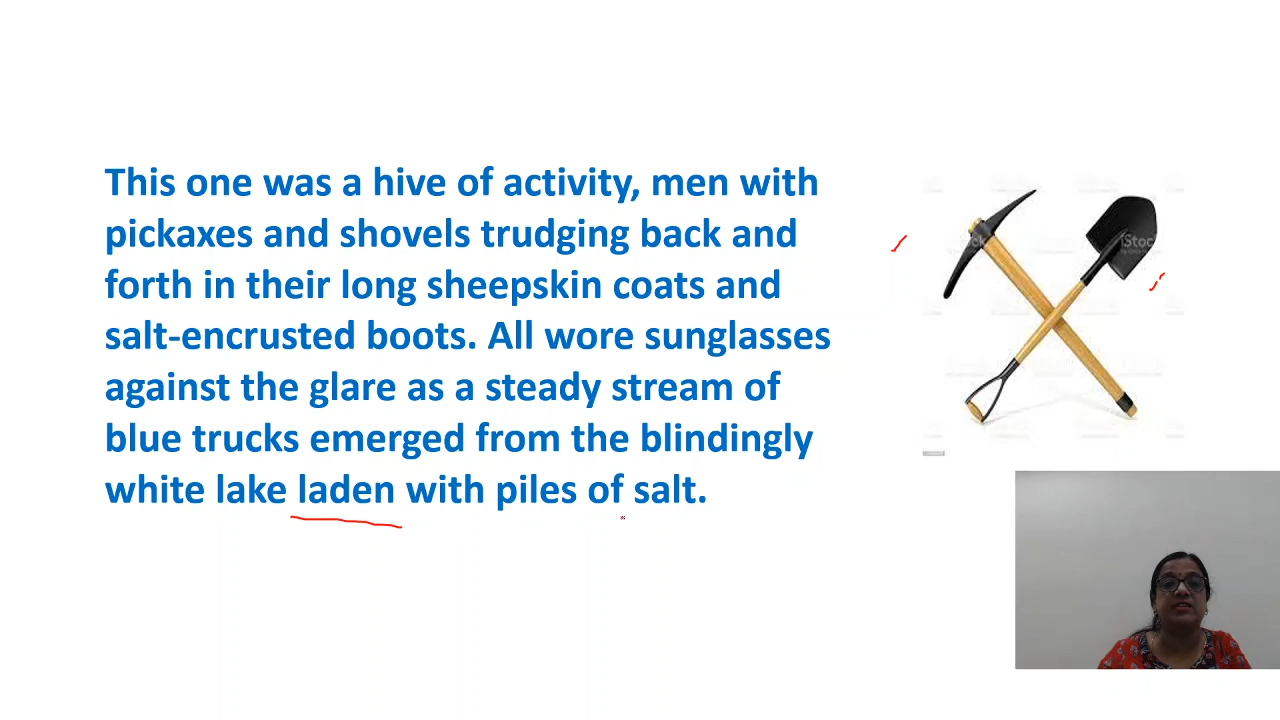 This one was a hive of activity, men with
pickaxes and shovels trudging back and
forth in their long sheepskin coats and
salt-encrusted boots. All wore sunglasses
against the glare as a steady stream of
blue trucks emerged from the blindingly
white lake laden with piles of salt.
iStock